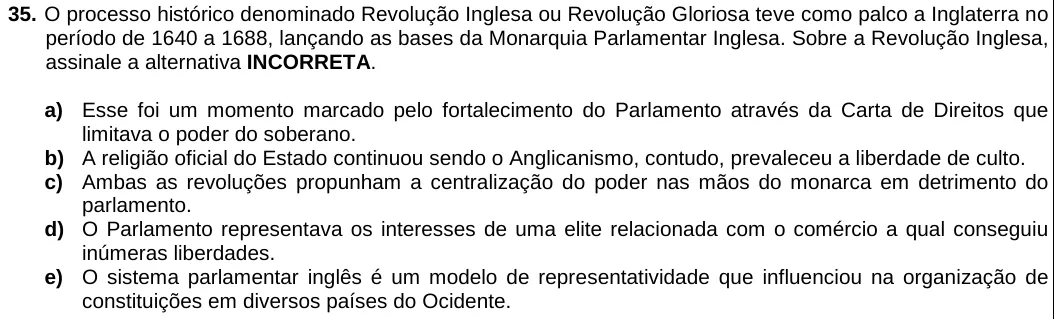 35. O processo histórico denominado Revolução Inglesa ou Revolução Gloriosa teve como palco a Inglaterra no
período de 1640 a 1688, lançando as bases da Monarquia Parlamentar Inglesa. Sobre a Revolução Inglesa,
assinale a alternativa INCORRETA.
a) Esse foi um momento marcado pelo fortalecimento do Parlamento através da Carta de Direitos que
limitava o poder do soberano.
b) A religião oficial do Estado continuou sendo o Anglicanismo, contudo, prevaleceu a liberdade de culto.
c) Ambas as revoluções propunham a centralização do poder nas mãos do monarca em detrimento do
parlamento.
d) O Parlamento representava os interesses de uma elite relacionada com o comércio a qual conseguiu
inúmeras liberdades.
e) O sistema parlamentar inglês é um modelo de representatividade que influenciou na organização de
constituições em diversos países do Ocidente.